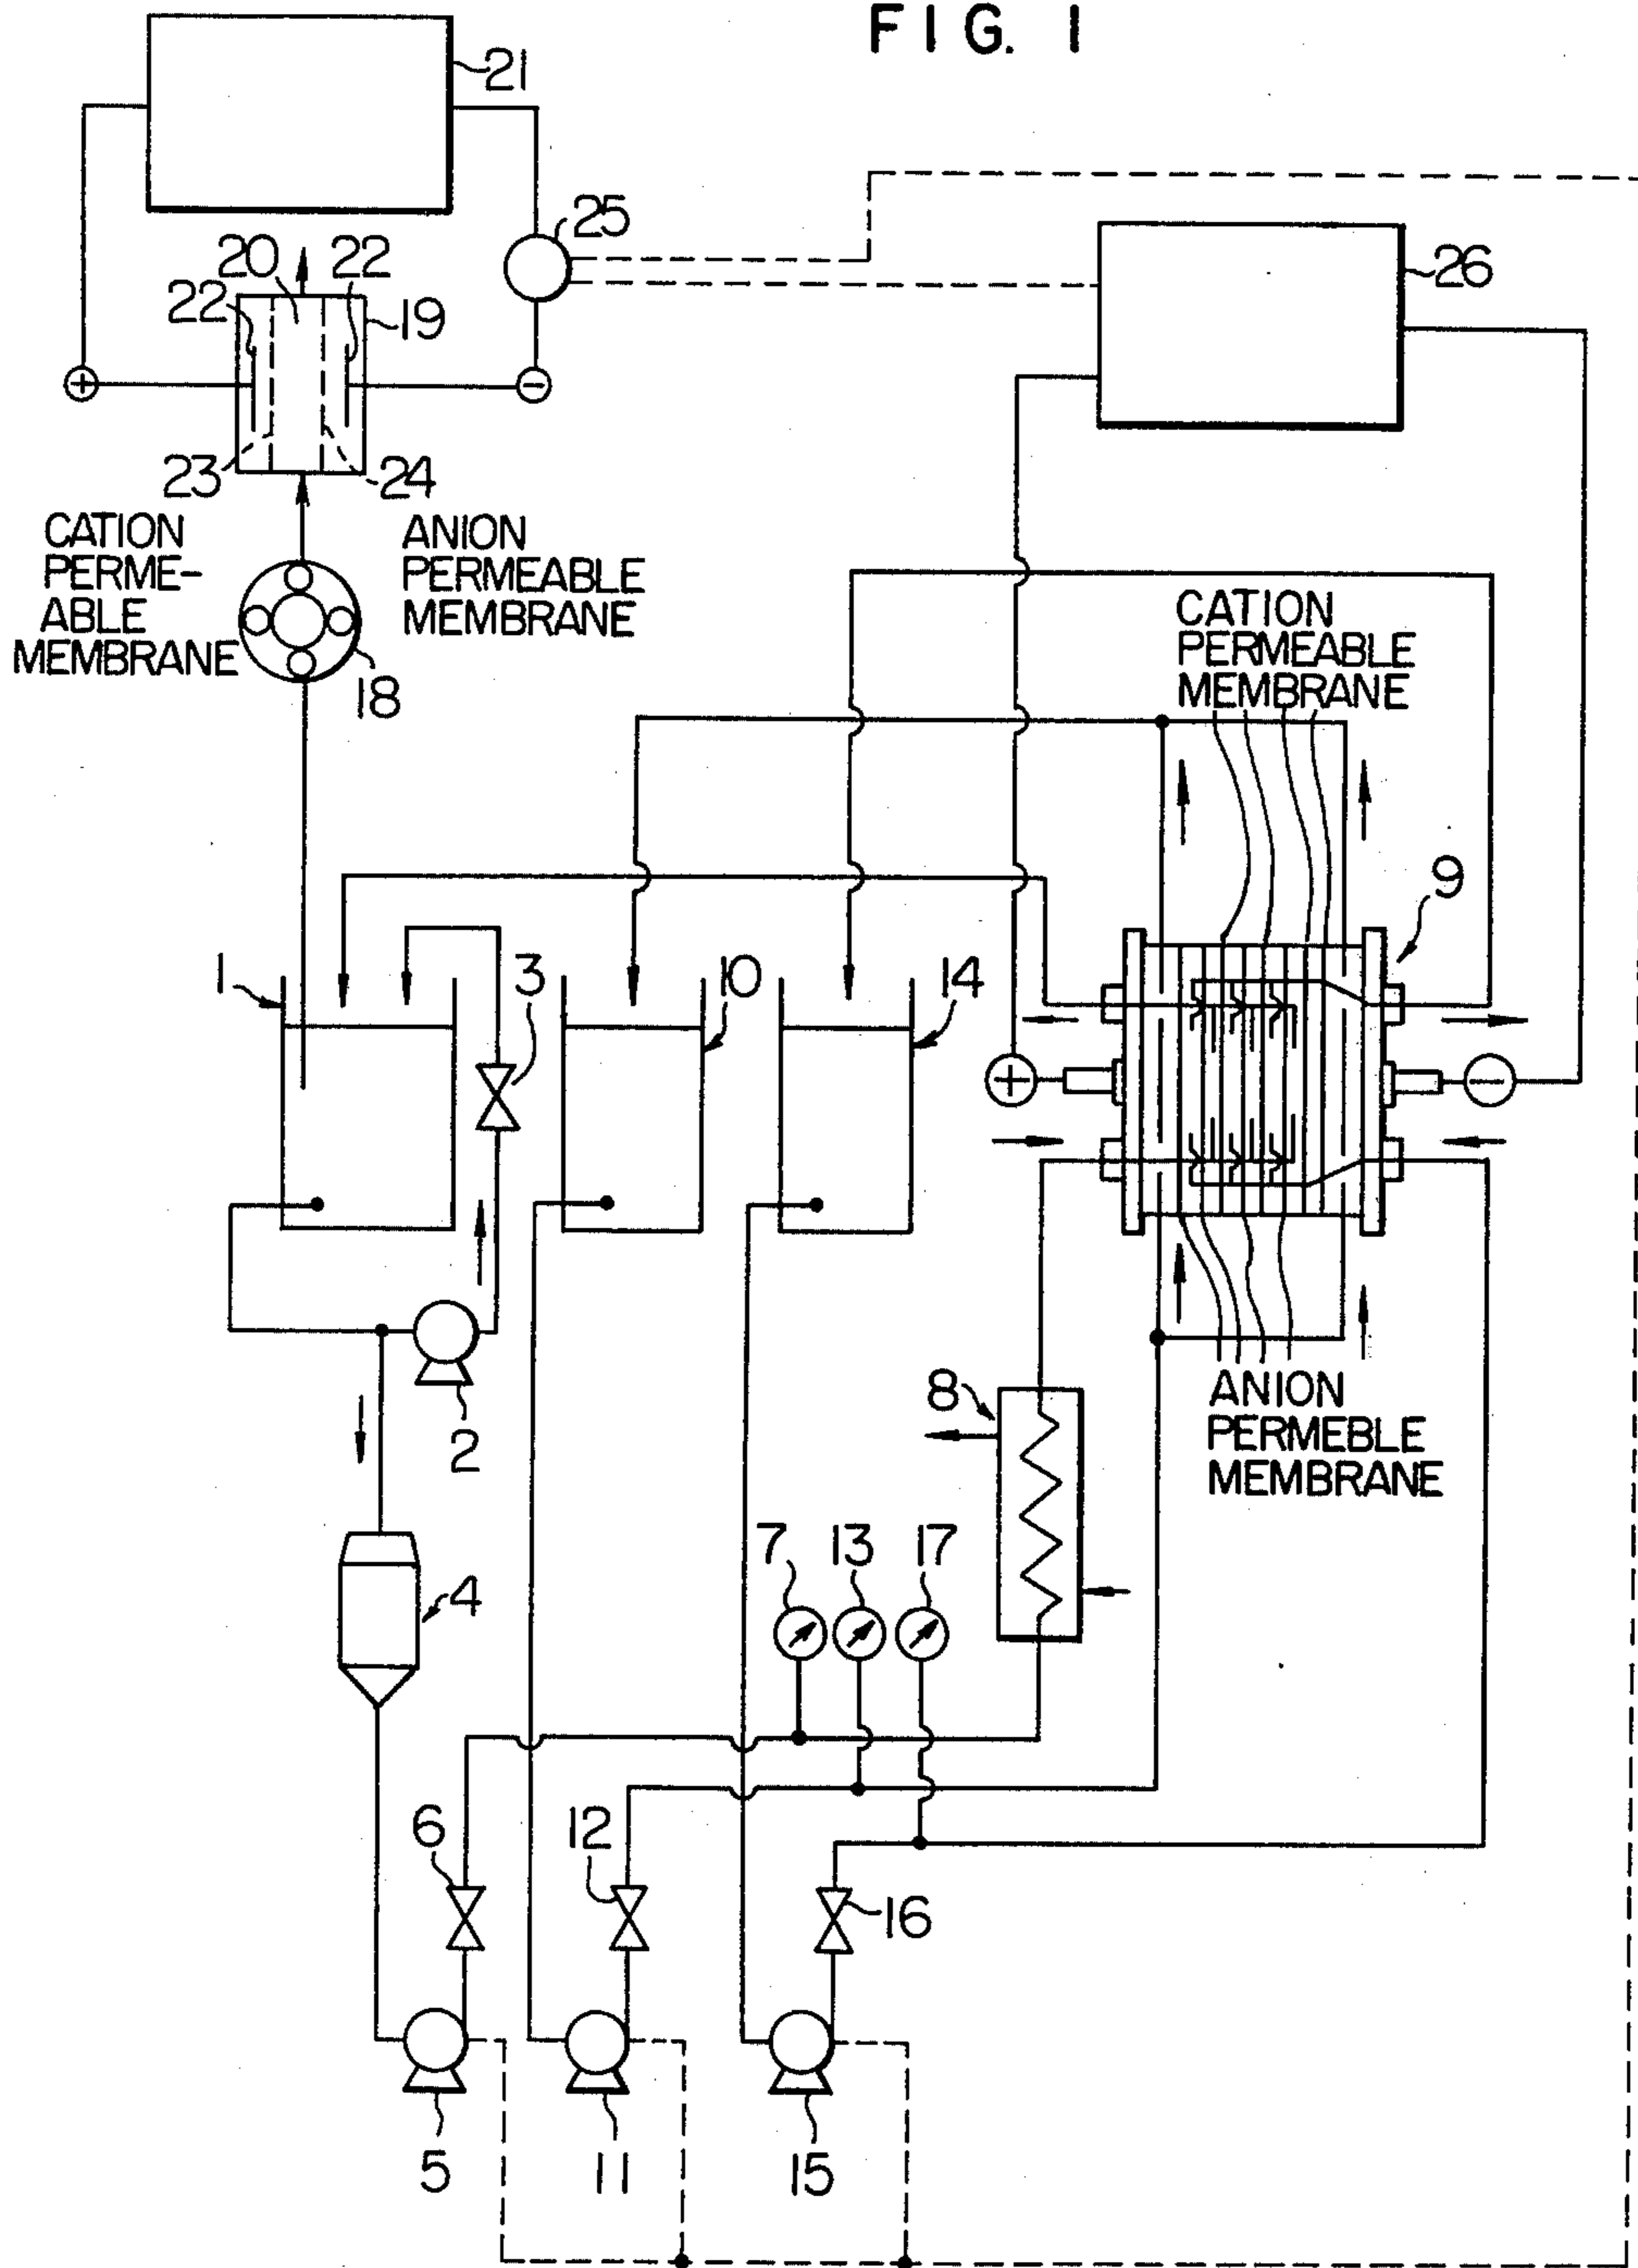 FIG. 1
21
25
20
22
22
19
26
23
24
CATION
PERME-
ABLE
MEMBRANE
ANION
PERMEABLE
MEMBRANE
18
CATION
PERMEABLE
MEMBRANE
9
1
3
10
14
+
−
+
−
2
8
ANION
PERMEBLE
MEMBRANE
4
7
13
17
6
12
16
5
11
15